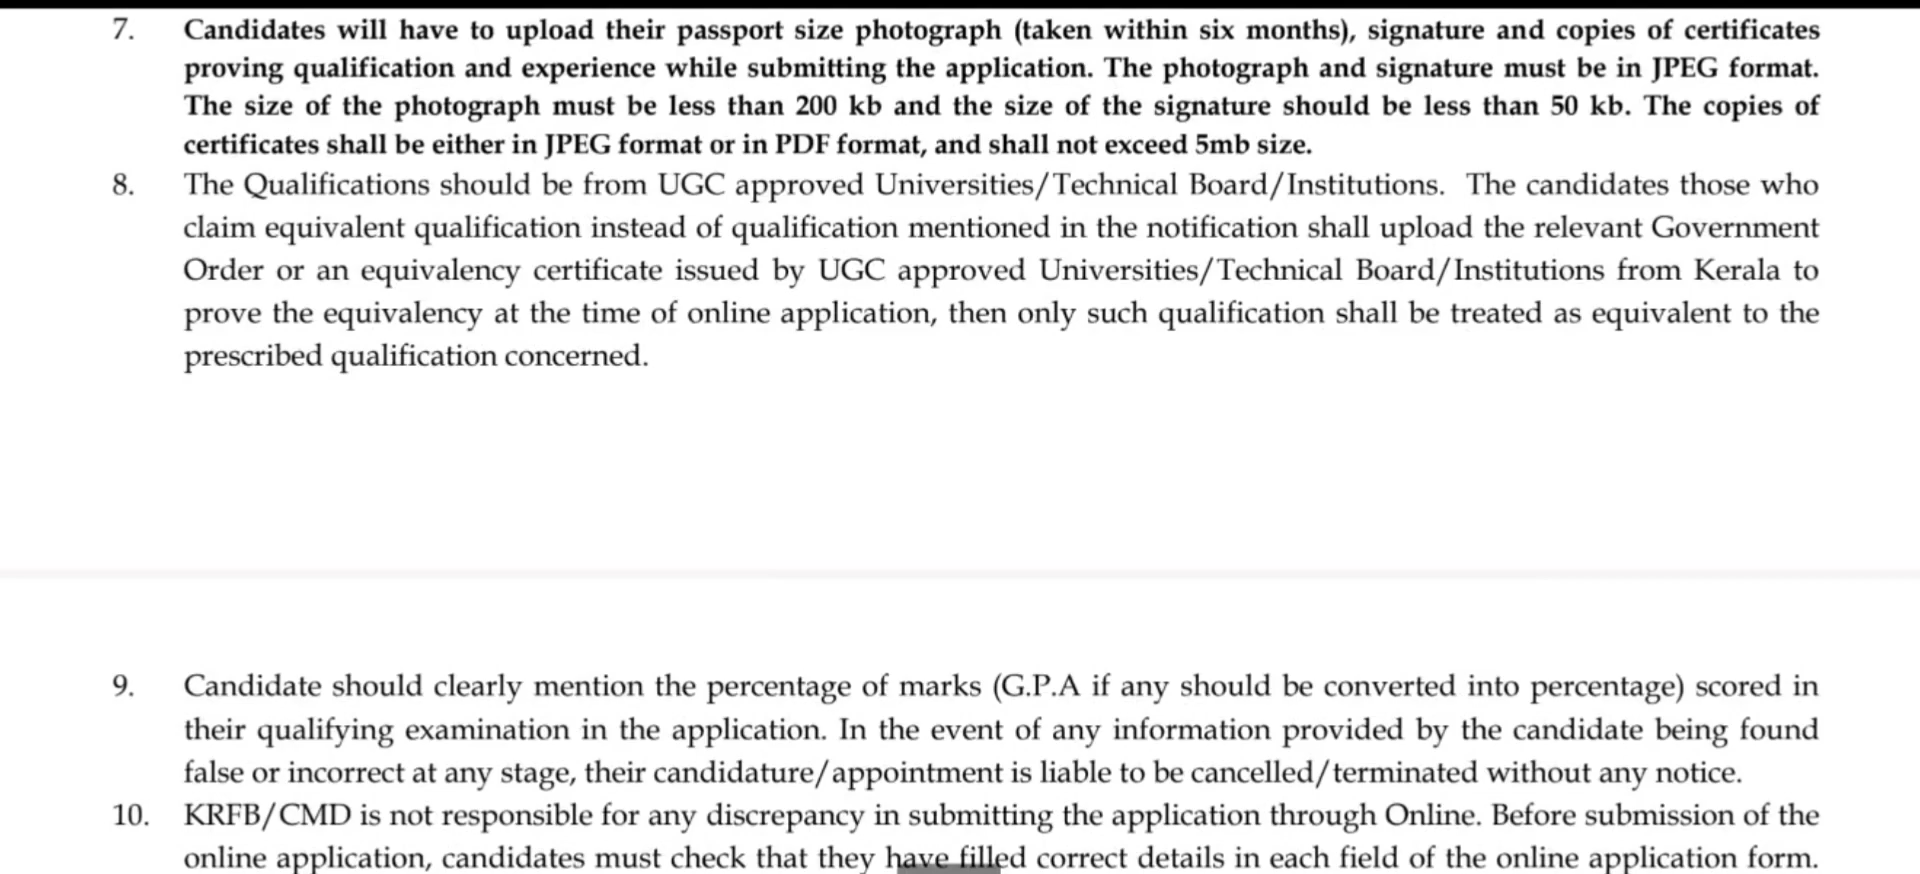 7. Candidates will have to upload their passport size photograph (taken within six months), signature and copies of certificates
proving qualification and experience while submitting the application. The photograph and signature must be in JPEG format.
The size of the photograph must be less than 200 kb and the size of the signature should be less than 50 kb. The copies of
certificates shall be either in JPEG format or in PDF format, and shall not exceed 5mb size.
8. The Qualifications should be from UGC approved Universities/Technical Board/Institutions. The candidates those who
claim equivalent qualification instead of qualification mentioned in the notification shall upload the relevant Government
Order or an equivalency certificate issued by UGC approved Universities/Technical Board/Institutions from Kerala to
prove the equivalency at the time of online application, then only such qualification shall be treated as equivalent to the
prescribed qualification concerned.
9. Candidate should clearly mention the percentage of marks (G.P.A if any should be converted into percentage) scored in
their qualifying examination in the application. In the event of any information provided by the candidate being found
false or incorrect at any stage, their candidature/appointment is liable to be cancelled/terminated without any notice.
10. KRFB/CMD is not responsible for any discrepancy in submitting the application through Online. Before submission of the
online application, candidates must check that they have filled correct details in each field of the online application form.